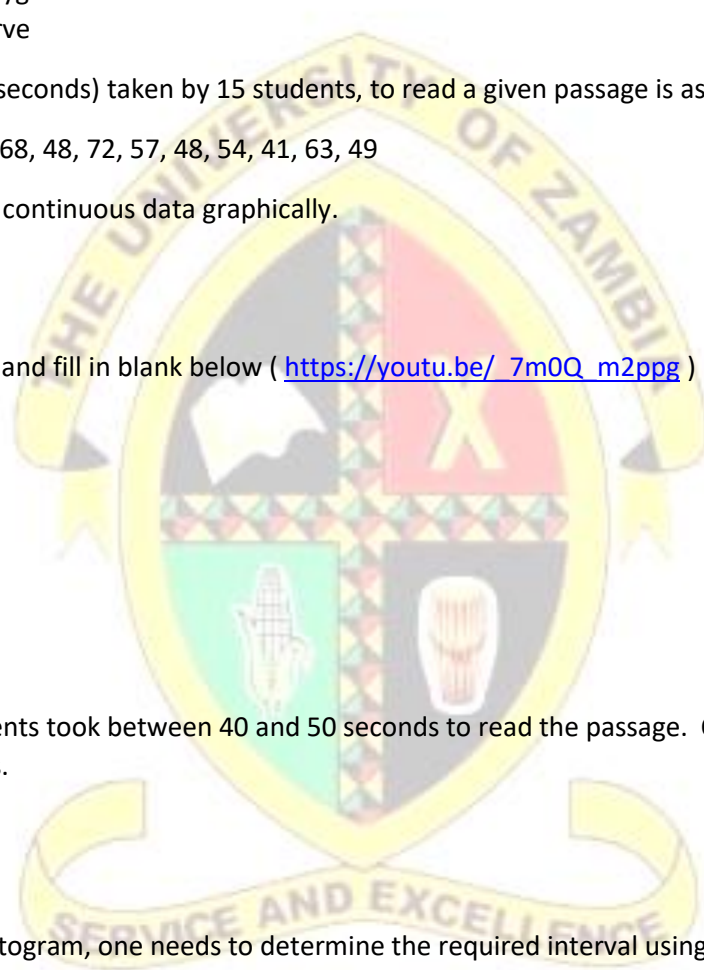 rve
seconds) taken by 15 students, to read a given passage is as
68, 48, 72, 57, 48, 54, 41, 63, 49
continuous data graphically.
THE UNIVERSITY OF ZAMBIA
and fill in blank below ( https://youtu.be/_7m0Q_m2ppg )
ents took between 40 and 50 seconds to read the passage.
SERVICE AND EXCELLENCE
togram, one needs to determine the required interval using